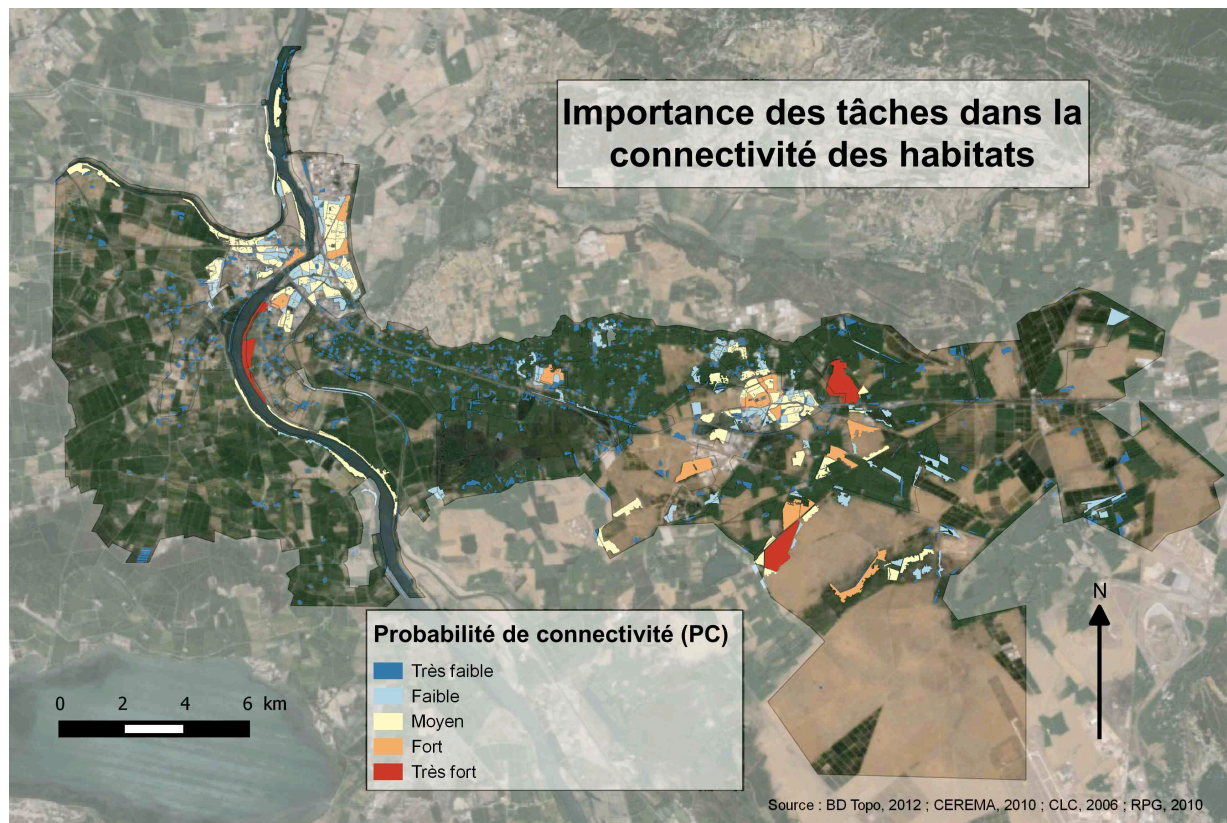 Importance des tâches dans la
connectivité des habitats
Probabilité de connectivité (PC)
Très faible
Faible
Moyen
Fort
Très fort
0 2 4 6 km
N
Source : BD Topo, 2012 ; CEREMA, 2010 ; CLC, 2006 ; RPG, 2010